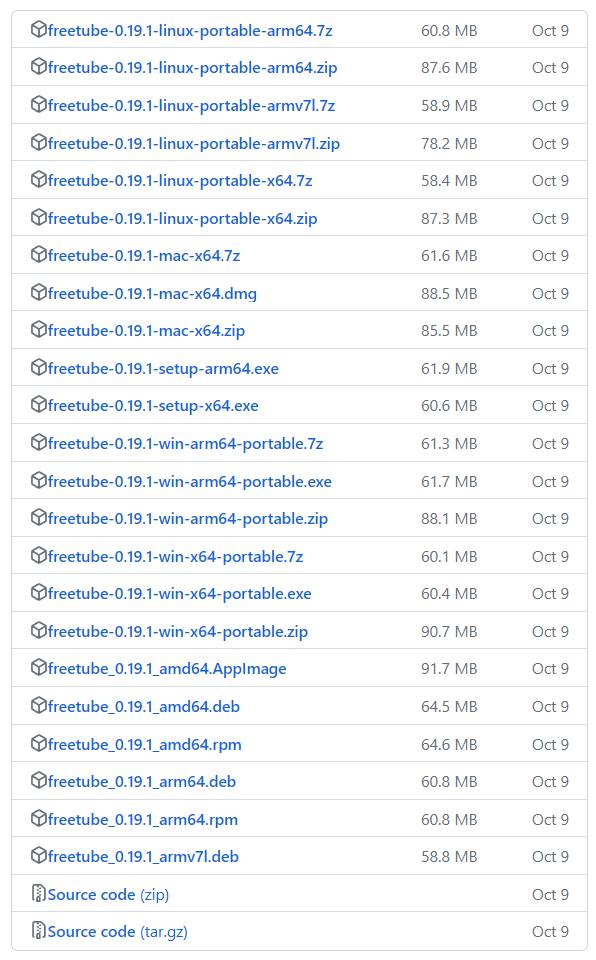 freetube-0.19.1-linux-portable-arm64.7z 60.8 MB Oct 9
freetube-0.19.1-linux-portable-arm64.zip 87.6 MB Oct 9
freetube-0.19.1-linux-portable-armv7l.7z 58.9 MB Oct 9
freetube-0.19.1-linux-portable-armv7l.zip 78.2 MB Oct 9
freetube-0.19.1-linux-portable-x64.7z 58.4 MB Oct 9
freetube-0.19.1-linux-portable-x64.zip 87.3 MB Oct 9
freetube-0.19.1-mac-x64.7z 61.6 MB Oct 9
freetube-0.19.1-mac-x64.dmg 88.5 MB Oct 9
freetube-0.19.1-mac-x64.zip 85.5 MB Oct 9
freetube-0.19.1-setup-arm64.exe 61.9 MB Oct 9
freetube-0.19.1-setup-x64.exe 60.6 MB Oct 9
freetube-0.19.1-win-arm64-portable.7z 61.3 MB Oct 9
freetube-0.19.1-win-arm64-portable.exe 61.7 MB Oct 9
freetube-0.19.1-win-arm64-portable.zip 88.1 MB Oct 9
freetube-0.19.1-win-x64-portable.7z 60.1 MB Oct 9
freetube-0.19.1-win-x64-portable.exe 60.4 MB Oct 9
freetube-0.19.1-win-x64-portable.zip 90.7 MB Oct 9
freetube_0.19.1_amd64.AppImage 91.7 MB Oct 9
freetube_0.19.1_amd64.deb 64.5 MB Oct 9
freetube_0.19.1_amd64.rpm 64.6 MB Oct 9
freetube_0.19.1_arm64.deb 60.8 MB Oct 9
freetube_0.19.1_arm64.rpm 60.8 MB Oct 9
freetube_0.19.1_armv7l.deb 58.8 MB Oct 9
Source code (zip) Oct 9
Source code (tar.gz) Oct 9